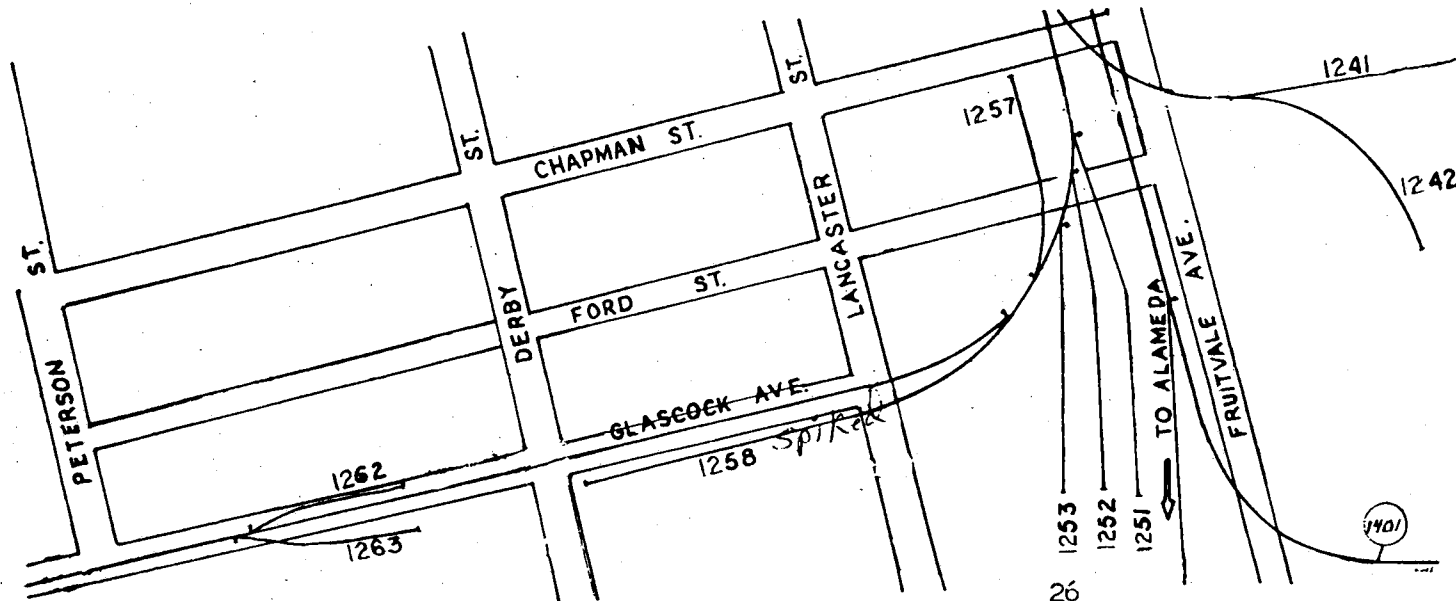 1241
1257
1242
CHAPMAN ST.
ST.
ST.
ST.
LANCASTER
FORD ST.
DERBY
PETERSON
GLASCOCK AVE.
1258 Spiked
1262
1263
1253
1252
1251
TO ALAMEDA
FRUITVALE AVE.
1401
26